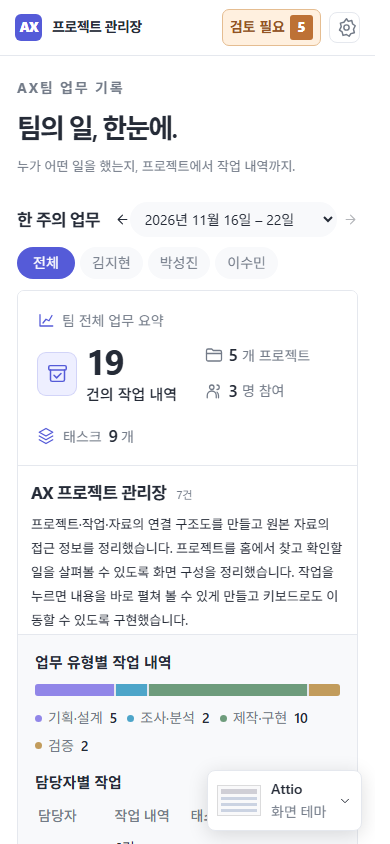 AX 프로젝트 관리장 검토 필요 5
AX팀 업무 기록
팀의 일, 한눈에.
누가 어떤 일을 했는지, 프로젝트에서 작업 내역까지.
한 주의 업무 ← 2026년 11월 16일 – 22일 →
전체 김지현 박성진 이수민
팀 전체 업무 요약
19
건의 작업 내역
5 개 프로젝트
3 명 참여
태스크 9 개
AX 프로젝트 관리장 7건
프로젝트·작업·자료의 연결 구조도를 만들고 원본 자료의
접근 정보를 정리했습니다. 프로젝트를 홈에서 찾고 확인할
일을 살펴볼 수 있도록 화면 구성을 정리했습니다. 작업을
누르면 내용을 바로 펼쳐 볼 수 있게 만들고 키보드로도 이
동할 수 있도록 구현했습니다.
업무 유형별 작업 내역
기획·설계 5 조사·분석 2 제작·구현 10
검증 2
담당자별 작업
담당자 작업 내역
Attio
화면 테마